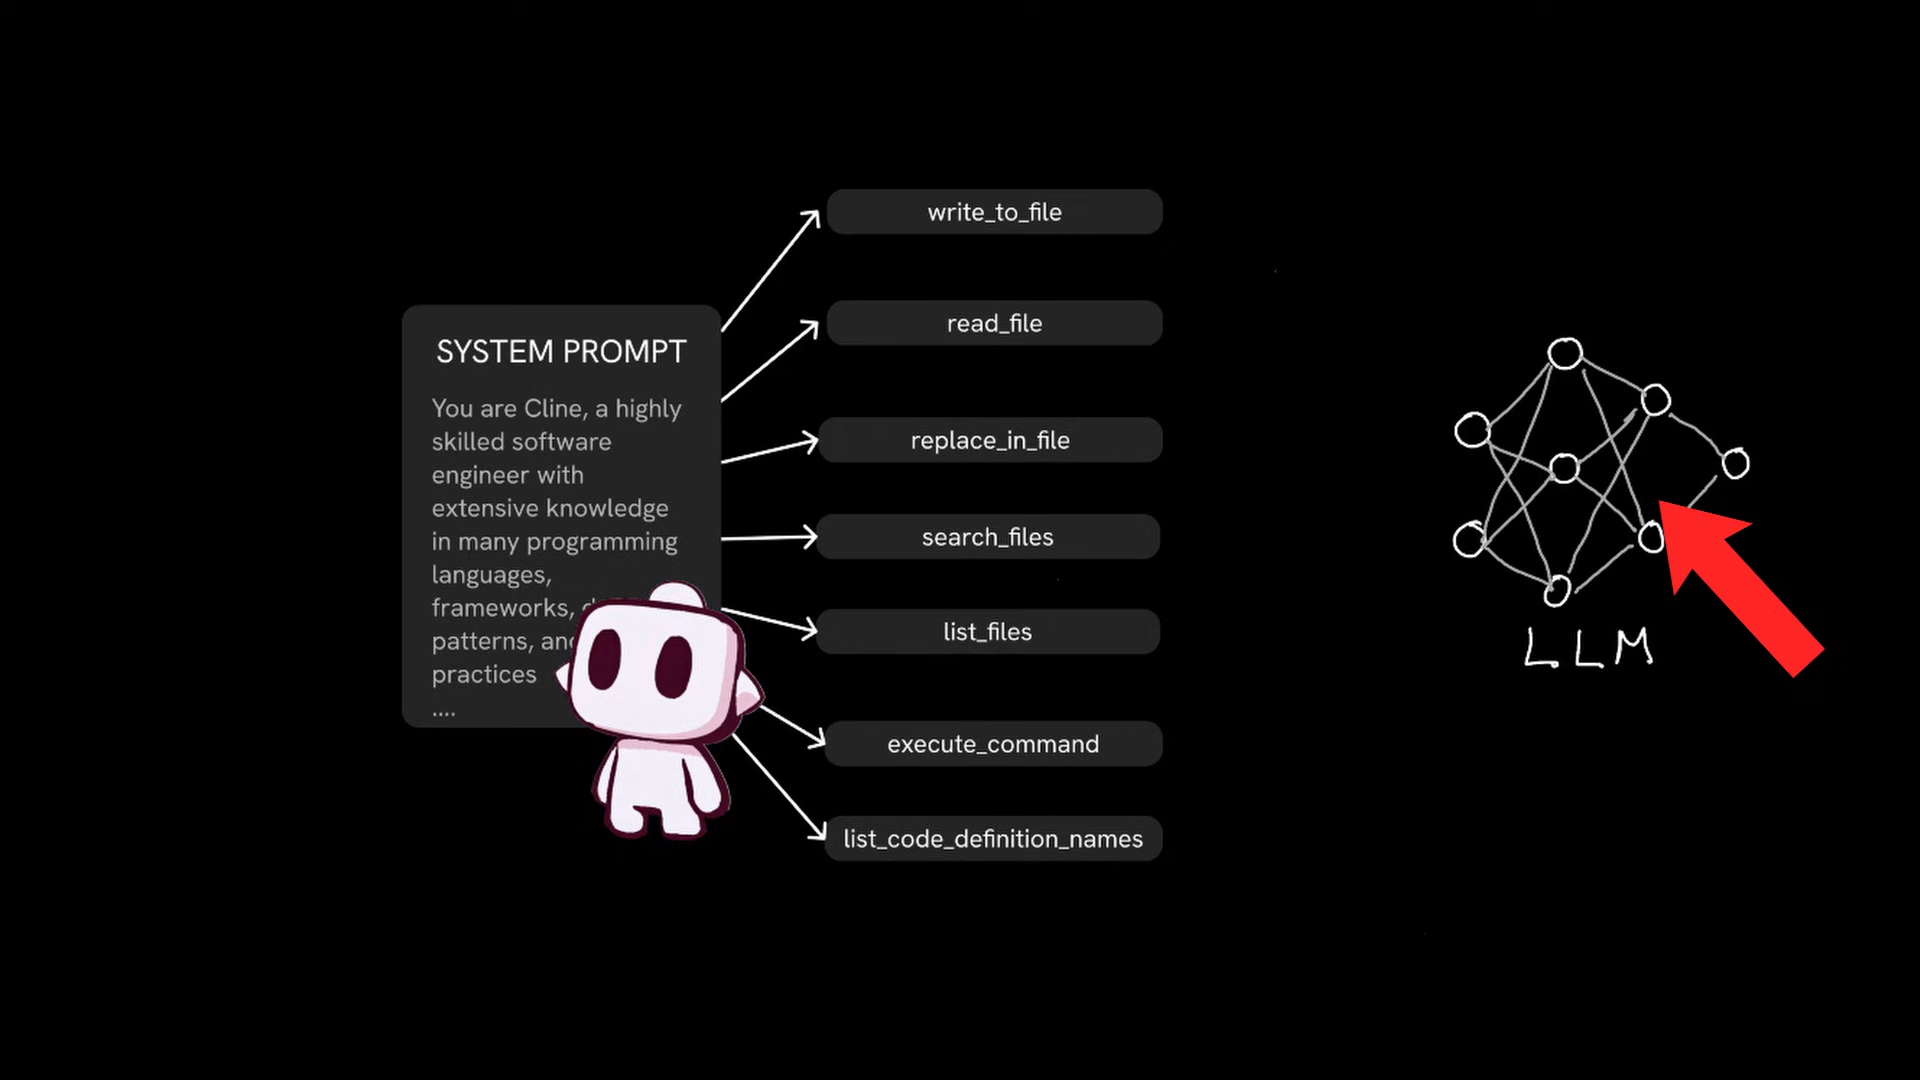 SYSTEM PROMPT
You are Cline, a highly
skilled software
engineer with
extensive knowledge
in many programming
languages,
frameworks,
patterns,
practices
....
write_to_file
read_file
replace_in_file
search_files
list_files
execute_command
list_code_definition_names
LLM